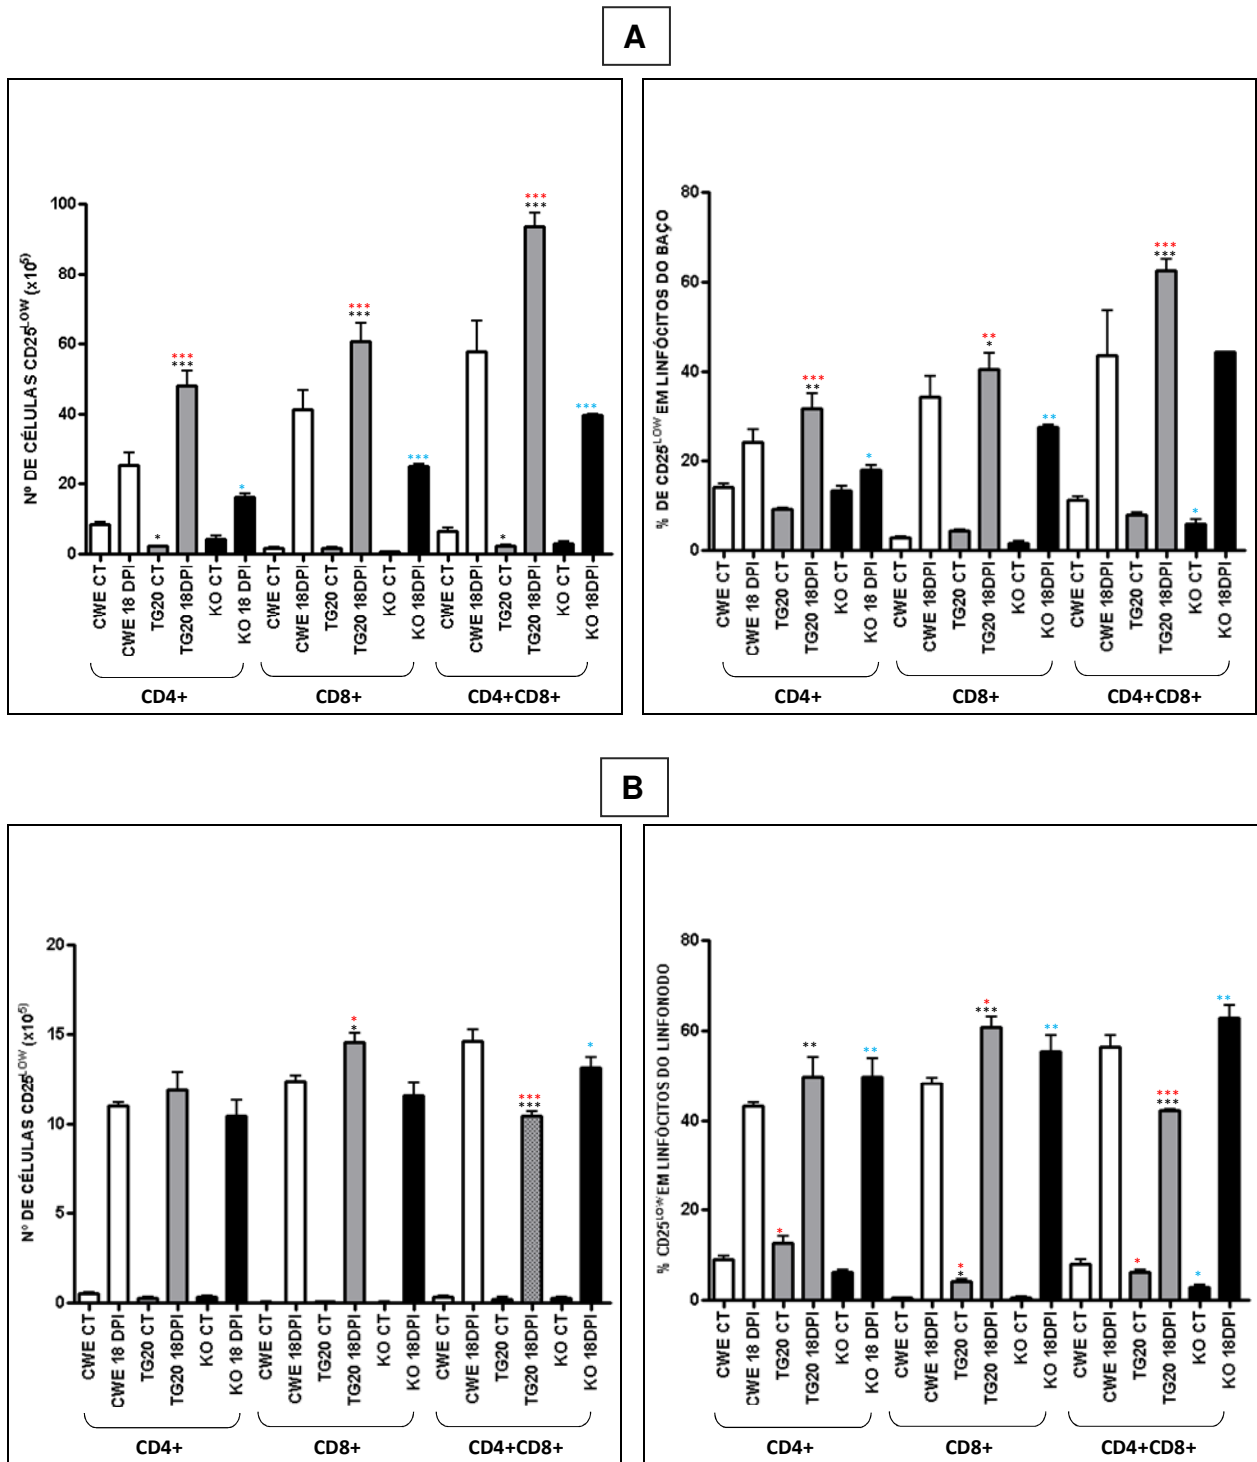 A
Nº DE CÉLULAS CD25LOW (x10⁵)
100
80
60
40
20
0
***
***
*
***
***
***
*
***
***
***
*
***
CWE CT
CWE 18 DPI
TG20 CT
TG20 18DPI
KO CT
KO 18 DPI
CWE CT
CWE 18DPI
TG20 CT
TG20 18DPI
KO CT
KO 18DPI
CWE CT
CWE 18DPI
TG20 CT
TG20 18DPI
KO CT
KO 18DPI
CD4+
CD8+
CD4+CD8+
% DE CD25LOW EM LINFÓCITOS DO BAÇO
80
60
40
20
0
***
**
*
**
*
**
***
***
*
CWE CT
CWE 18 DPI
TG20 CT
TG20 18DPI
KO CT
KO 18 DPI
CWE CT
CWE 18DPI
TG20 CT
TG20 18DPI
KO CT
KO 18DPI
CWE CT
CWE 18DPI
TG20 CT
TG20 18DPI
KO CT
KO 18DPI
CD4+
CD8+
CD4+CD8+
B
Nº DE CÉLULAS CD25LOW (x10⁵)
20
15
10
5
0
*
*
***
***
*
CWE CT
CWE 18 DPI
TG20 CT
TG20 18DPI
KO CT
KO 18 DPI
CWE CT
CWE 18DPI
TG20 CT
TG20 18DPI
KO CT
KO 18DPI
CWE CT
CWE 18DPI
TG20 CT
TG20 18DPI
KO CT
KO 18DPI
CD4+
CD8+
CD4+CD8+
% CD25LOW EM LINFÓCITOS DO LINFONODO
80
60
40
20
0
*
**
**
*
*
*
***
**
*
***
***
*
**
CWE CT
CWE 18 DPI
TG20 CT
TG20 18DPI
KO CT
KO 18 DPI
CWE CT
CWE 18DPI
TG20 CT
TG20 18DPI
KO CT
KO 18DPI
CWE CT
CWE 18DPI
TG20 CT
TG20 18DPI
KO CT
KO 18DPI
CD4+
CD8+
CD4+CD8+